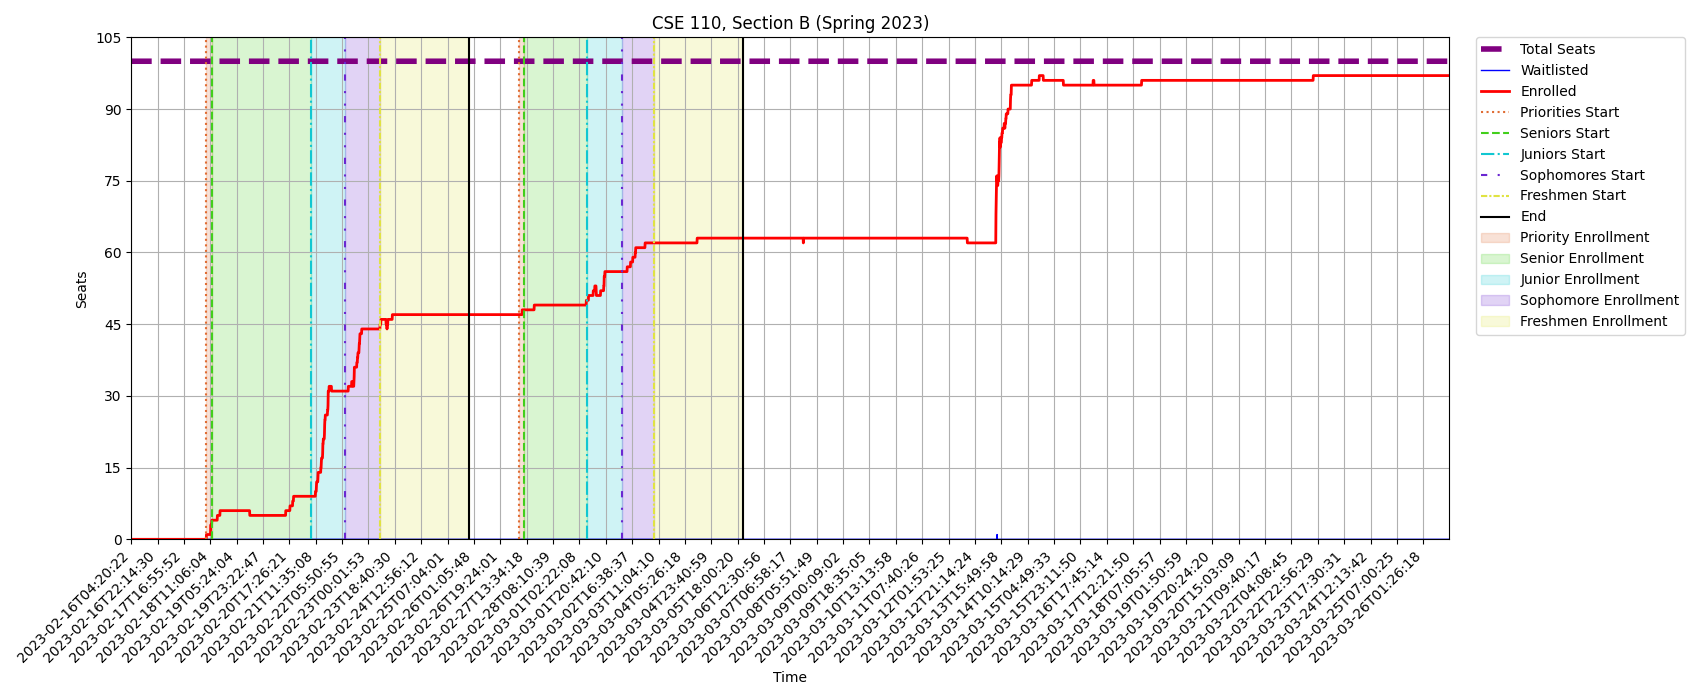 CSE 110, Section B (Spring 2023)
105
90
75
60
45
30
15
0
Seats
2023-02-16T04:20:22
2023-02-16T22:14:30
2023-02-17T16:55:52
2023-02-18T11:06:04
2023-02-19T05:24:04
2023-02-19T23:22:47
2023-02-20T17:26:21
2023-02-21T11:35:08
2023-02-22T05:50:55
2023-02-23T00:01:53
2023-02-23T18:40:30
2023-02-24T12:56:12
2023-02-25T07:04:01
2023-02-26T01:05:48
2023-02-26T19:24:01
2023-02-27T13:34:18
2023-02-28T08:10:39
2023-03-01T02:22:08
2023-03-01T20:42:10
2023-03-02T16:38:37
2023-03-03T11:04:10
2023-03-04T05:26:18
2023-03-04T23:40:59
2023-03-05T18:00:20
2023-03-06T12:30:56
2023-03-07T06:58:17
2023-03-08T05:51:49
2023-03-09T00:09:02
2023-03-09T18:35:05
2023-03-10T13:13:58
2023-03-11T07:40:26
2023-03-12T01:53:25
2023-03-12T21:14:24
2023-03-13T15:49:58
2023-03-14T10:14:29
2023-03-15T04:49:33
2023-03-15T23:11:50
2023-03-16T17:45:14
2023-03-17T12:21:50
2023-03-18T07:05:57
2023-03-19T01:50:59
2023-03-19T20:24:20
2023-03-20T15:03:09
2023-03-21T09:40:17
2023-03-22T04:08:45
2023-03-22T22:56:29
2023-03-23T17:30:31
2023-03-24T12:13:42
2023-03-25T07:00:25
2023-03-26T01:26:18
Time
Total Seats
Waitlisted
Enrolled
Priorities Start
Seniors Start
Juniors Start
Sophomores Start
Freshmen Start
End
Priority Enrollment
Senior Enrollment
Junior Enrollment
Sophomore Enrollment
Freshmen Enrollment